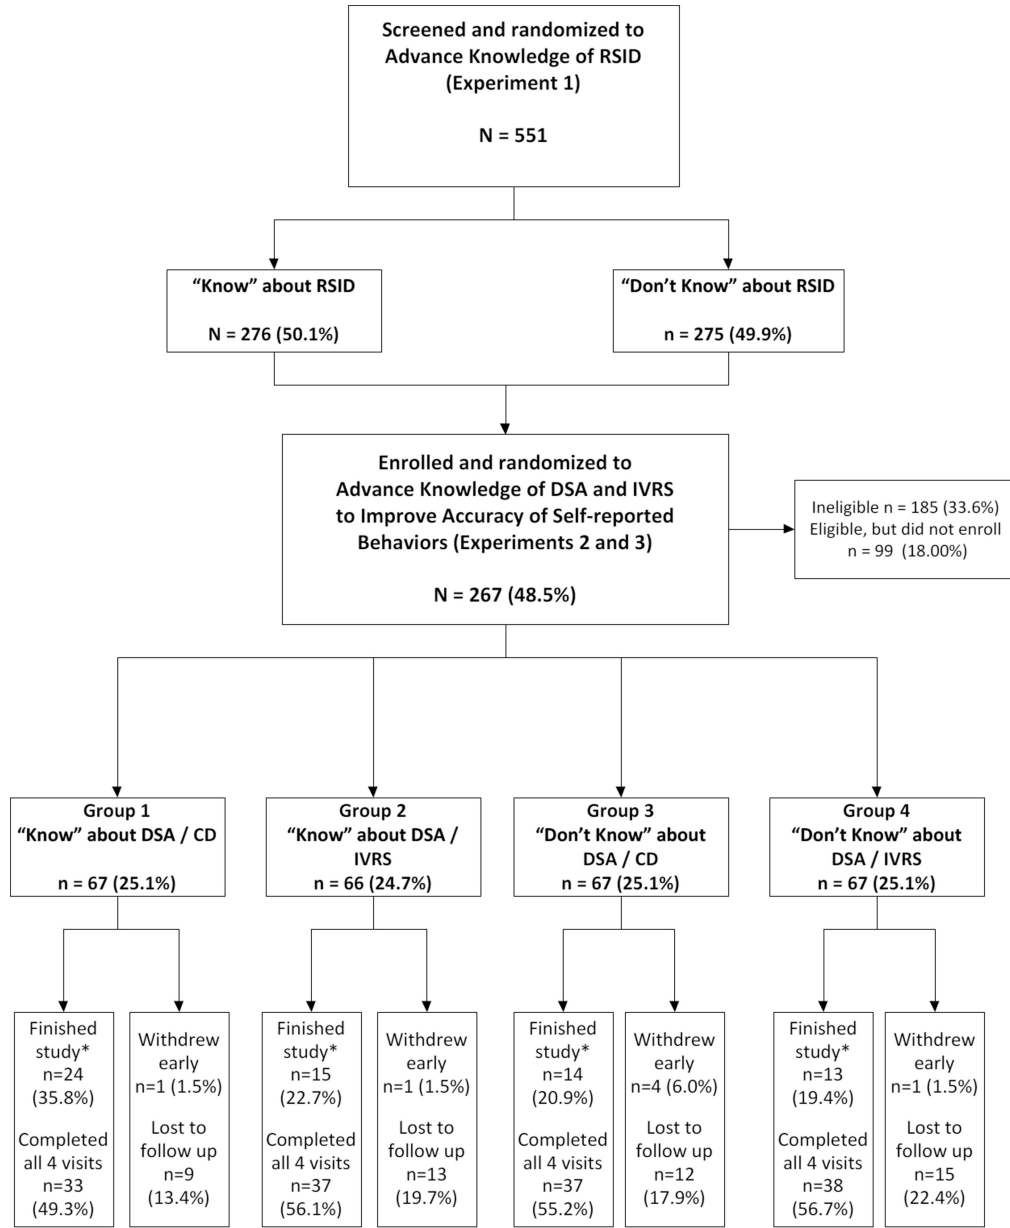 Screened and randomized to
Advance Knowledge of RSID
(Experiment 1)
N = 551
“Know” about RSID
N = 276 (50.1%)
“Don’t Know” about RSID
n = 275 (49.9%)
Enrolled and randomized to
Advance Knowledge of DSA and IVRS
to Improve Accuracy of Self-reported
Behaviors (Experiments 2 and 3)
N = 267 (48.5%)
Ineligible n = 185 (33.6%)
Eligible, but did not enroll
n = 99 (18.00%)
Group 1
“Know” about DSA / CD
n = 67 (25.1%)
Group 2
“Know” about DSA /
IVRS
n = 66 (24.7%)
Group 3
“Don’t Know” about
DSA / CD
n = 67 (25.1%)
Group 4
“Don’t Know” about
DSA / IVRS
n = 67 (25.1%)
Finished
study*
n=24
(35.8%)
Completed
all 4 visits
n=33
(49.3%)
Withdrew
early
n=1 (1.5%)
Lost to
follow up
n=9
(13.4%)
Finished
study*
n=15
(22.7%)
Completed
all 4 visits
n=37
(56.1%)
Withdrew
early
n=1 (1.5%)
Lost to
follow up
n=13
(19.7%)
Finished
study*
n=14
(20.9%)
Completed
all 4 visits
n=37
(55.2%)
Withdrew
early
n=4 (6.0%)
Lost to
follow up
n=12
(17.9%)
Finished
study*
n=13
(19.4%)
Completed
all 4 visits
n=38
(56.7%)
Withdrew
early
n=1 (1.5%)
Lost to
follow up
n=15
(22.4%)